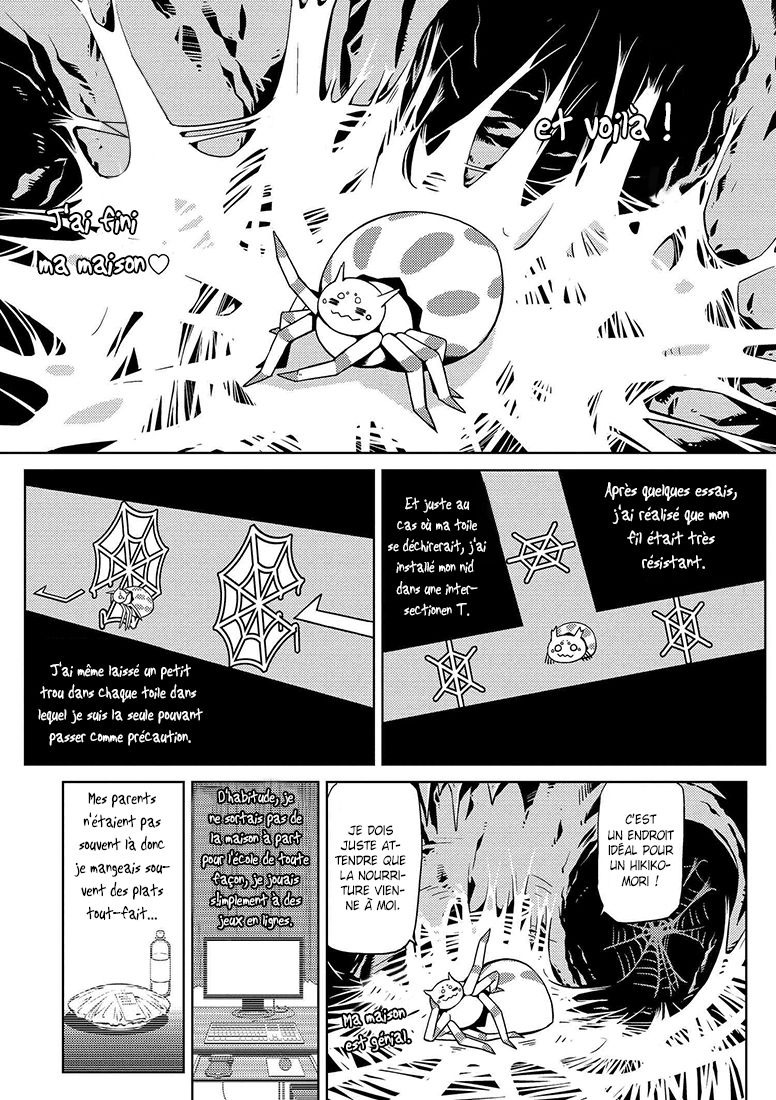 et voilà !
J'ai fini
ma maison♡
Après quelques essais,
j'ai réalisé que mon
fil était très
résistant.
Et juste au
cas où ma toile
se déchirerait, j'ai
installé mon nid
dans une inter-
sectionen T.
J'ai même laissé un petit
trou dans chaque toile dans
lequel je suis la seule pouvant
passer comme précaution.
C'EST
UN ENDROIT
IDÉAL POUR
UN HIKIKO-
MORI !
JE DOIS
JUSTE AT-
TENDRE QUE
LA NOURRI-
TURE VIEN-
NE À MOI.
Ma maison
est génial.
D'habitude, je
ne sortais pas de
la maison à part
pour l'école de toute
façon, je jouais
simplement à des
jeux en lignes.
Mes parents
n'étaient pas
souvent là donc
je mangeais sou-
vent des plats
tout-fait...